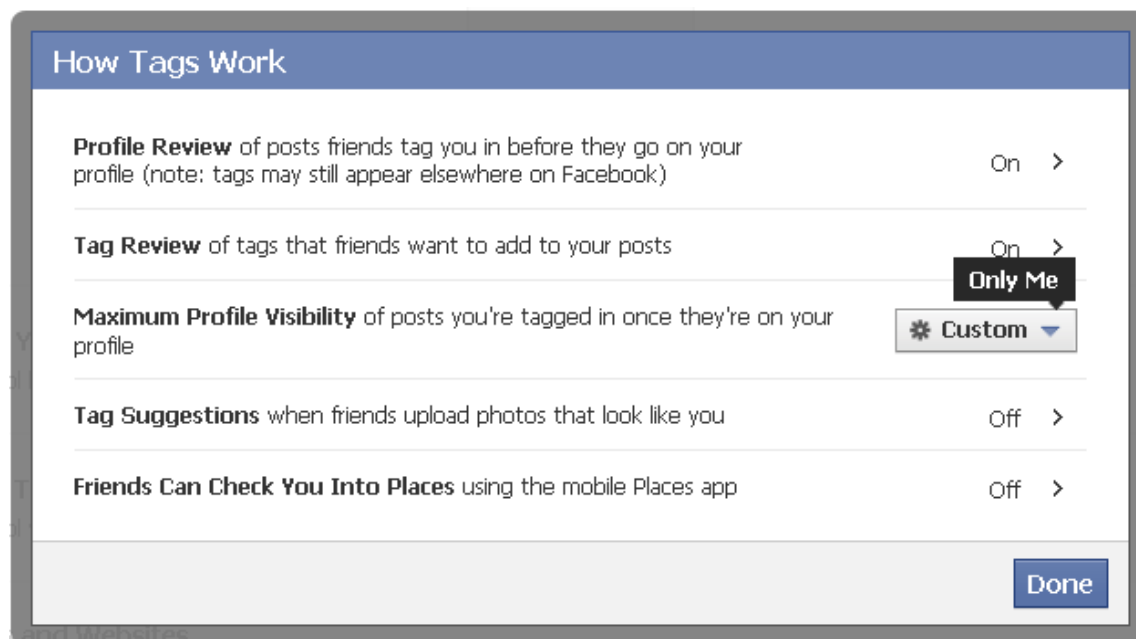 How Tags Work
Profile Review of posts friends tag you in before they go on your
profile (note: tags may still appear elsewhere on Facebook)
On
Tag Review of tags that friends want to add to your posts
On
Only Me
Maximum Profile Visibility of posts you're tagged in once they're on your
profile
Custom
Tag Suggestions when friends upload photos that look like you
Off
Friends Can Check You Into Places using the mobile Places app
Off
Done
and Websites